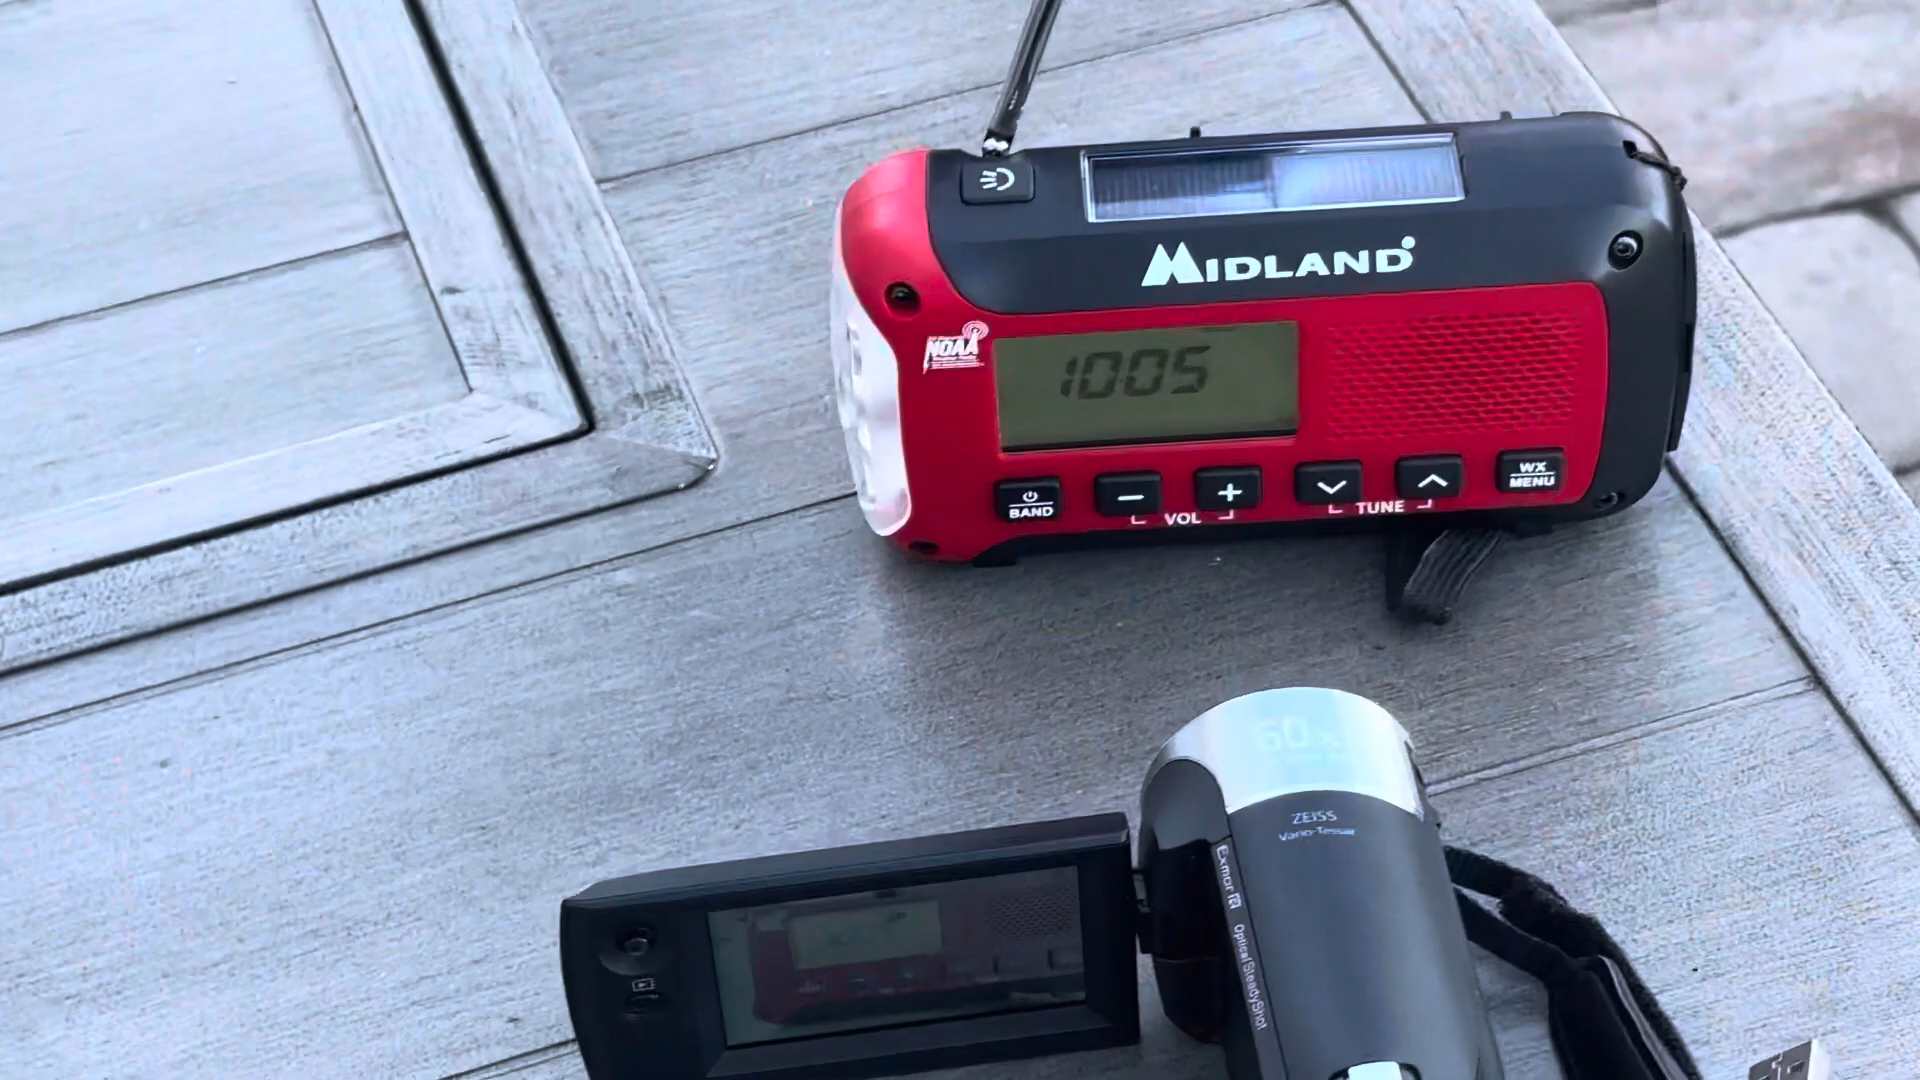 MIDLAND
NOAA
1005
BAND
VOL
TUNE
WX
MENU
60x
ZEISS
Vario-Tessar
Exmor R
Optical SteadyShot